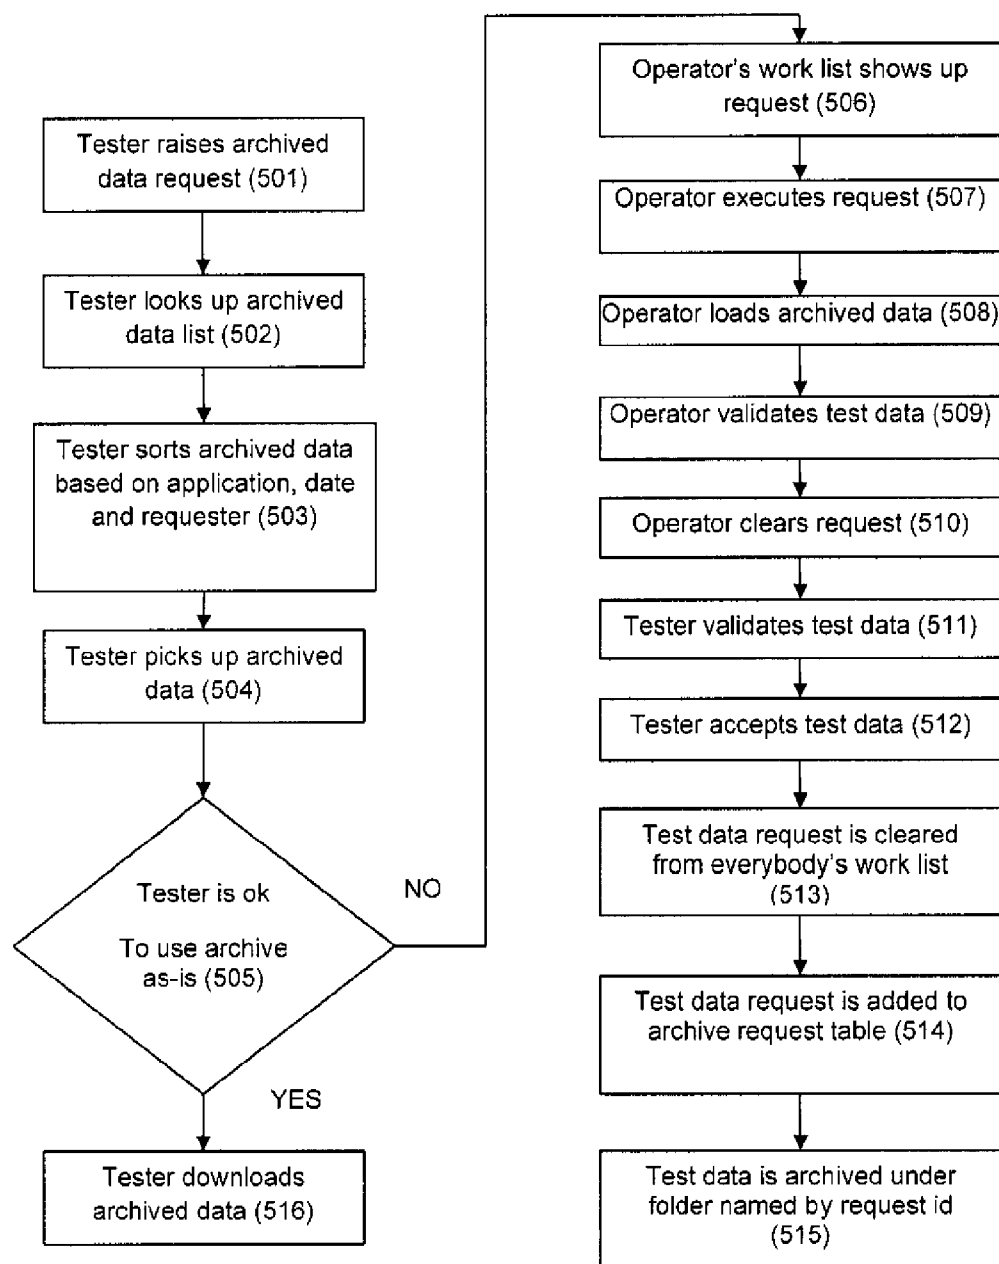 Tester raises archived
data request (501)
Tester looks up archived
data list (502)
Tester sorts archived data
based on application, date
and requester (503)
Tester picks up archived
data (504)
Tester is ok
To use archive
as-is (505)
NO
YES
Tester downloads
archived data (516)
Operator's work list shows up
request (506)
Operator executes request (507)
Operator loads archived data (508)
Operator validates test data (509)
Operator clears request (510)
Tester validates test data (511)
Tester accepts test data (512)
Test data request is cleared
from everybody's work list
(513)
Test data request is added to
archive request table (514)
Test data is archived under
folder named by request id
(515)